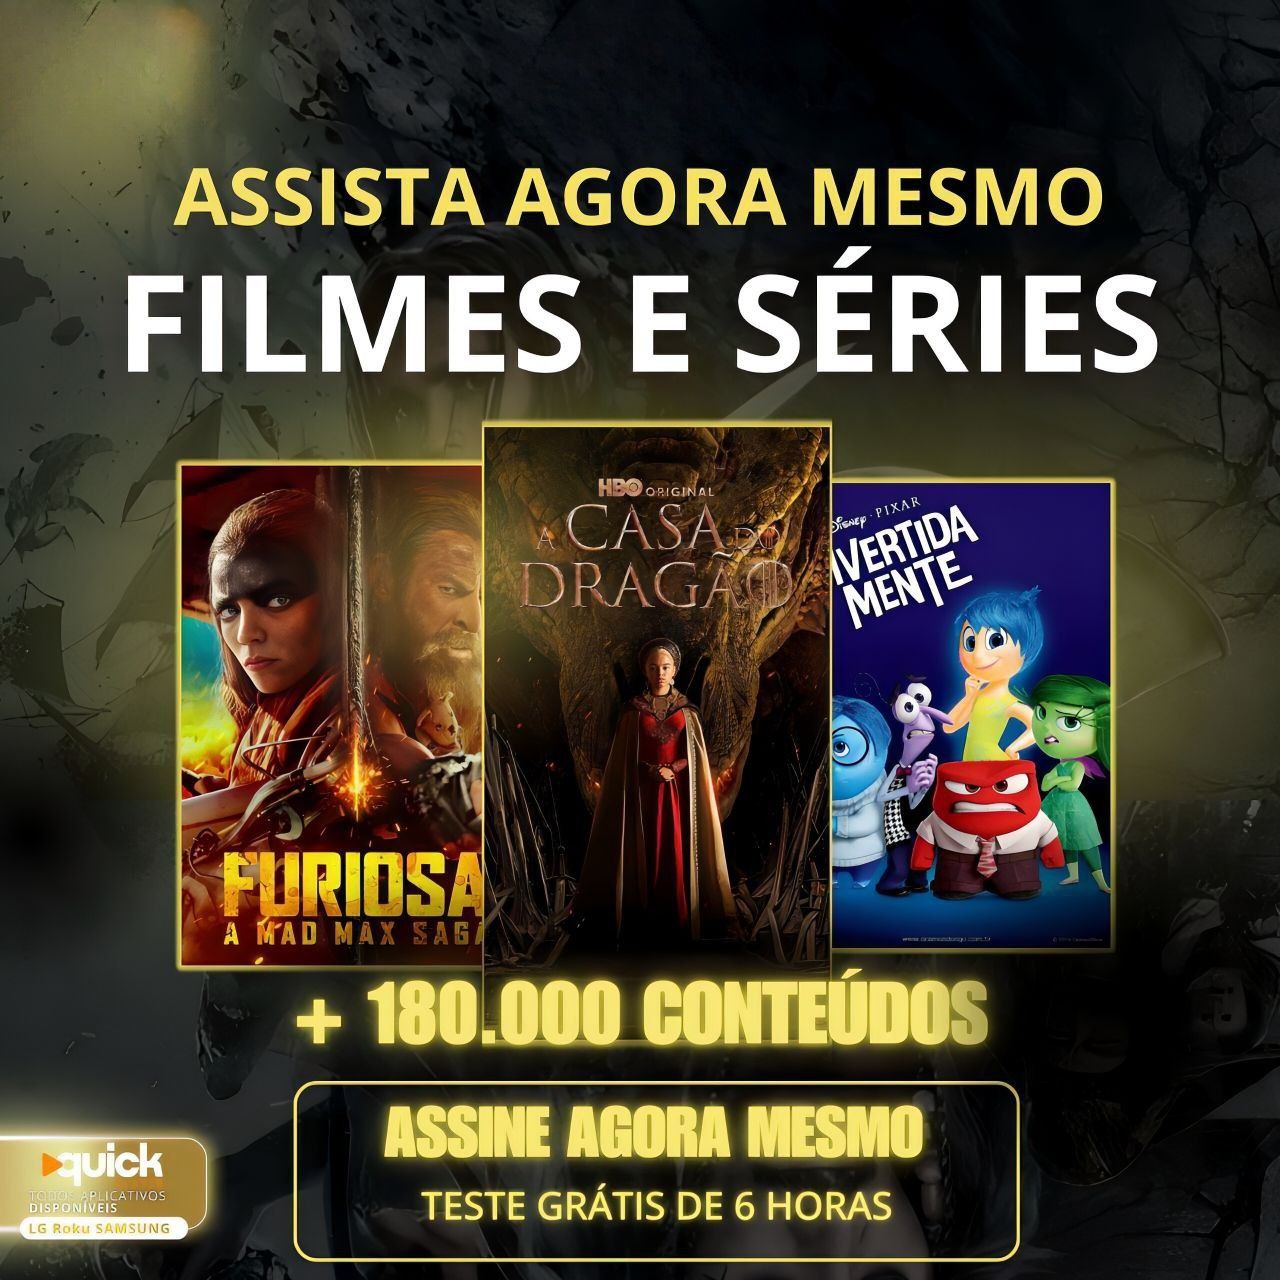 ASSISTA AGORA MESMO
FILMES E SÉRIES
HBO ORIGINAL
A CASA DO
DRAGÃO
DISNEY · PIXAR
IVERTIDA
MENTE
FURIOSA
A MAD MAX SAGA
+ 180.000 CONTEÚDOS
ASSINE AGORA MESMO
TESTE GRÁTIS DE 6 HORAS
quick
TODOS APLICATIVOS
DISPONÍVEIS
LG Roku SAMSUNG